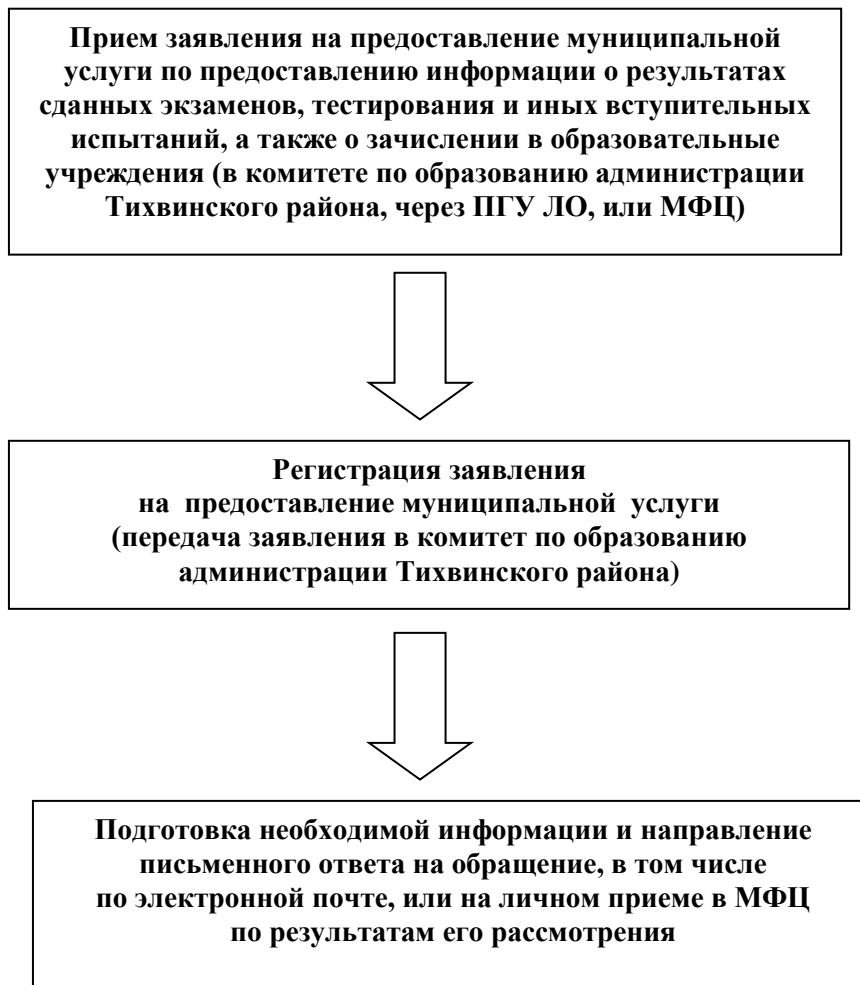 Прием заявления на предоставление муниципальной
услуги по предоставлению информации о результатах
сданных экзаменов, тестирования и иных вступительных
испытаний, а также о зачислении в образовательные
учреждения (в комитете по образованию администрации
Тихвинского района, через ПГУ ЛО, или МФЦ)
Регистрация заявления
на предоставление муниципальной услуги
(передача заявления в комитет по образованию
администрации Тихвинского района)
Подготовка необходимой информации и направление
письменного ответа на обращение, в том числе
по электронной почте, или на личном приеме в МФЦ
по результатам его рассмотрения